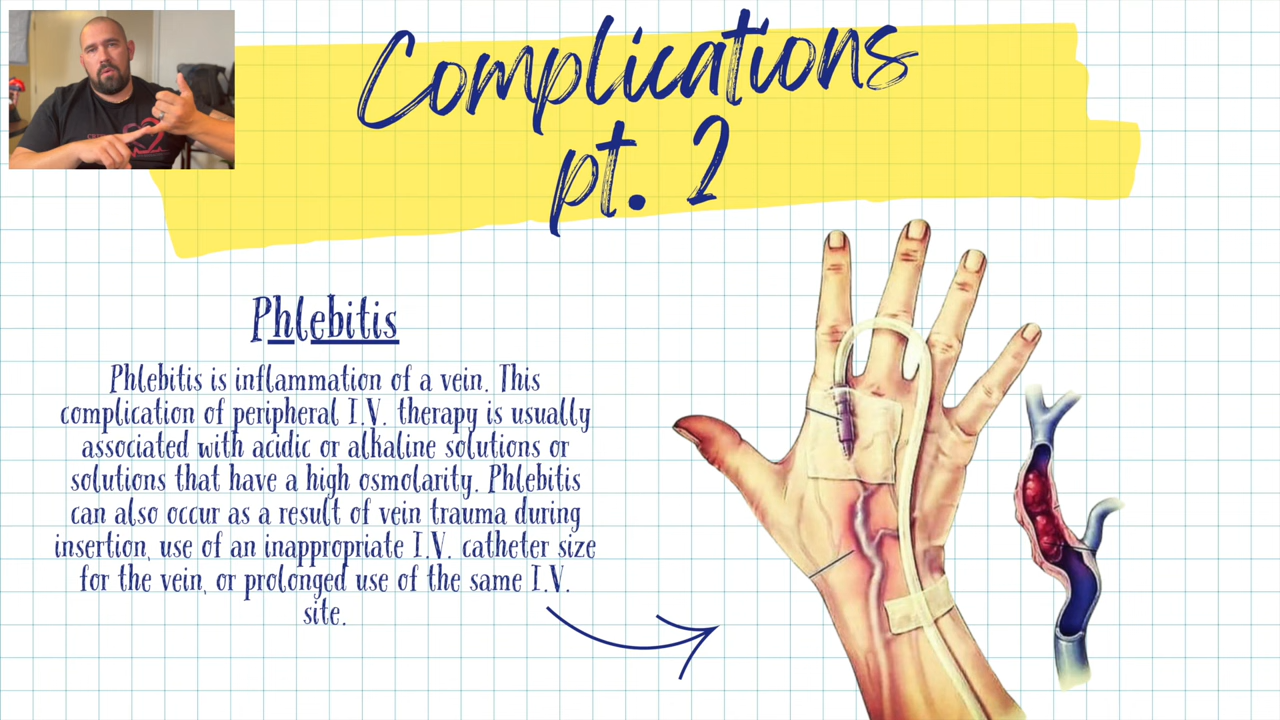 Complications
pt. 2
Phlebitis
Phlebitis is inflammation of a vein. This
complication of peripheral I.V. therapy is usually
associated with acidic or alkaline solutions or
solutions that have a high osmolarity. Phlebitis
can also occur as a result of vein trauma during
insertion, use of an inappropriate I.V. catheter size
for the vein, or prolonged use of the same I.V.
site.